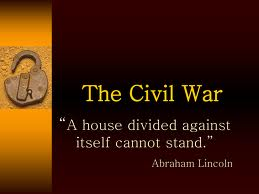 The Civil War
“A house divided against
itself cannot stand.”
Abraham Lincoln